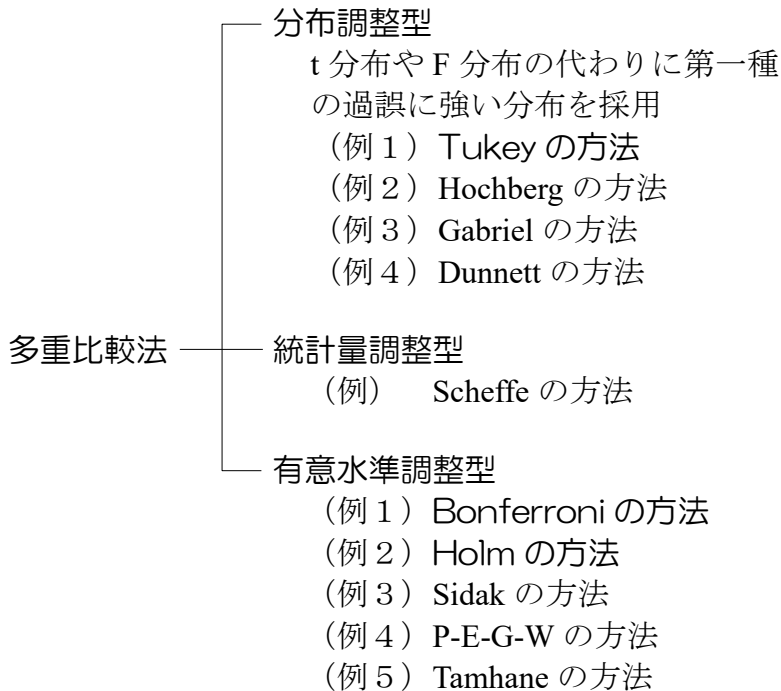 分布調整型
t 分布や F 分布の代わりに第一種
の過誤に強い分布を採用
（例１）Tukey の方法
（例２）Hochberg の方法
（例３）Gabriel の方法
（例４）Dunnett の方法
多重比較法
統計量調整型
（例）　Scheffe の方法
有意水準調整型
（例１）Bonferroni の方法
（例２）Holm の方法
（例３）Sidak の方法
（例４）P-E-G-W の方法
（例５）Tamhane の方法